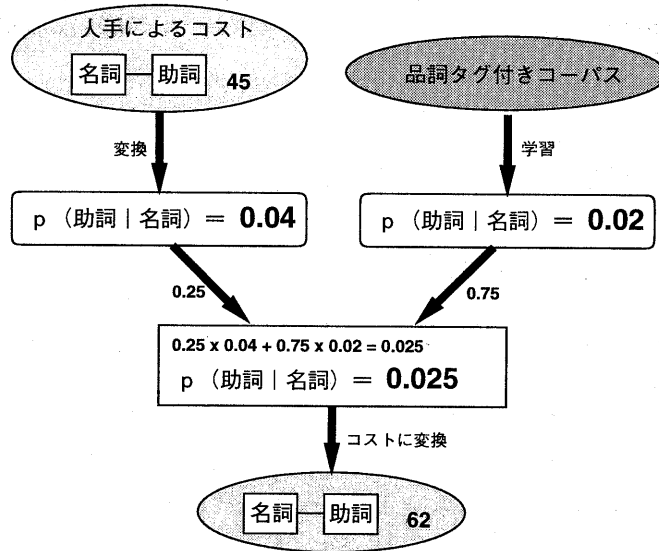 人手によるコスト
名詞 助詞 45
品詞タグ付きコーパス
変換
学習
p （助詞｜名詞）＝ 0.04
p （助詞｜名詞）＝ 0.02
0.25
0.75
0.25 x 0.04 + 0.75 x 0.02 = 0.025
p （助詞｜名詞）＝ 0.025
コストに変換
名詞 助詞 62